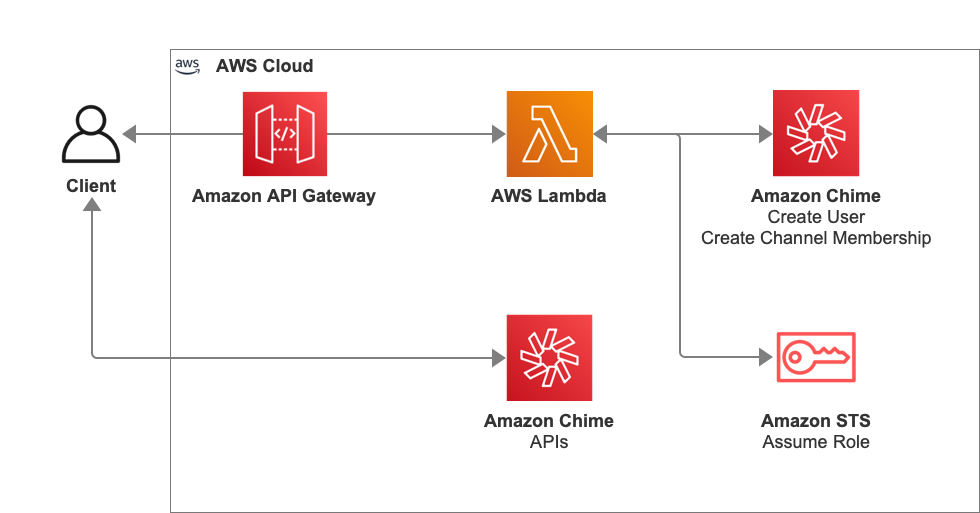 aws
AWS Cloud
</>
Client
Amazon API Gateway
AWS Lambda
Amazon Chime
Create User
Create Channel Membership
Amazon Chime
APIs
Amazon STS
Assume Role